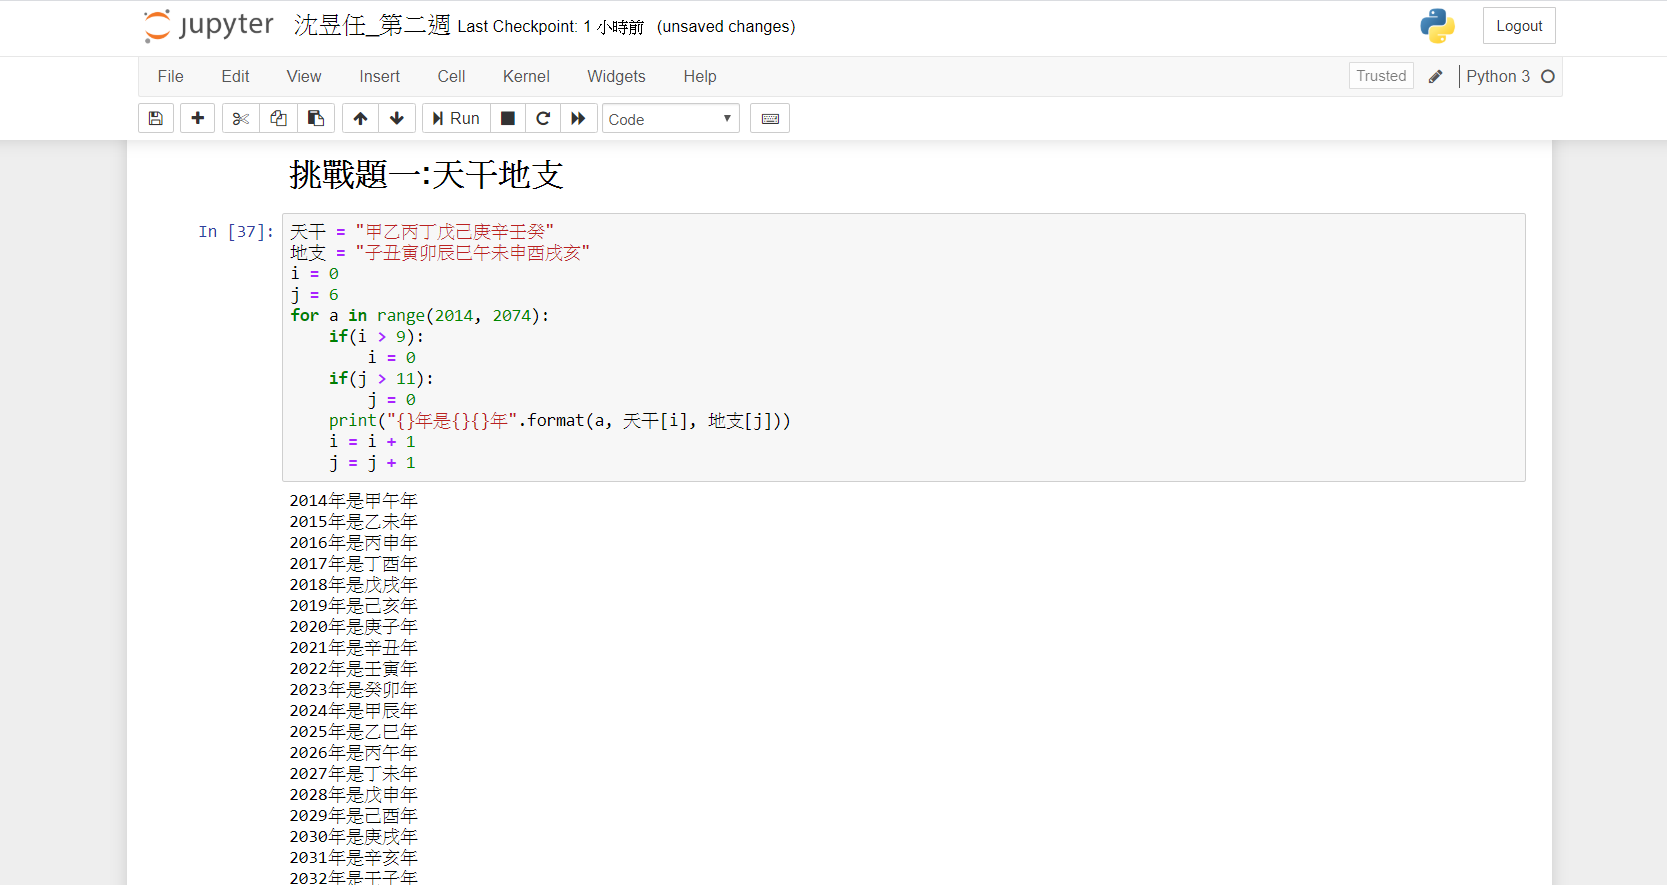 jupyter 沈昱任_第二週 Last Checkpoint: 1 小時前 (unsaved changes) Logout
File Edit View Insert Cell Kernel Widgets Help Trusted Python 3
Run Code
挑戰題一:天干地支
In [37]:
天干 = "甲乙丙丁戊己庚辛壬癸"
地支 = "子丑寅卯辰巳午未申酉戌亥"
i = 0
j = 6
for a in range(2014, 2074):
    if(i > 9):
        i = 0
    if(j > 11):
        j = 0
    print("{}年是{}{}年".format(a, 天干[i], 地支[j]))
    i = i + 1
    j = j + 1
2014年是甲午年
2015年是乙未年
2016年是丙申年
2017年是丁酉年
2018年是戊戌年
2019年是己亥年
2020年是庚子年
2021年是辛丑年
2022年是壬寅年
2023年是癸卯年
2024年是甲辰年
2025年是乙巳年
2026年是丙午年
2027年是丁未年
2028年是戊申年
2029年是己酉年
2030年是庚戌年
2031年是辛亥年
2032年是壬子年